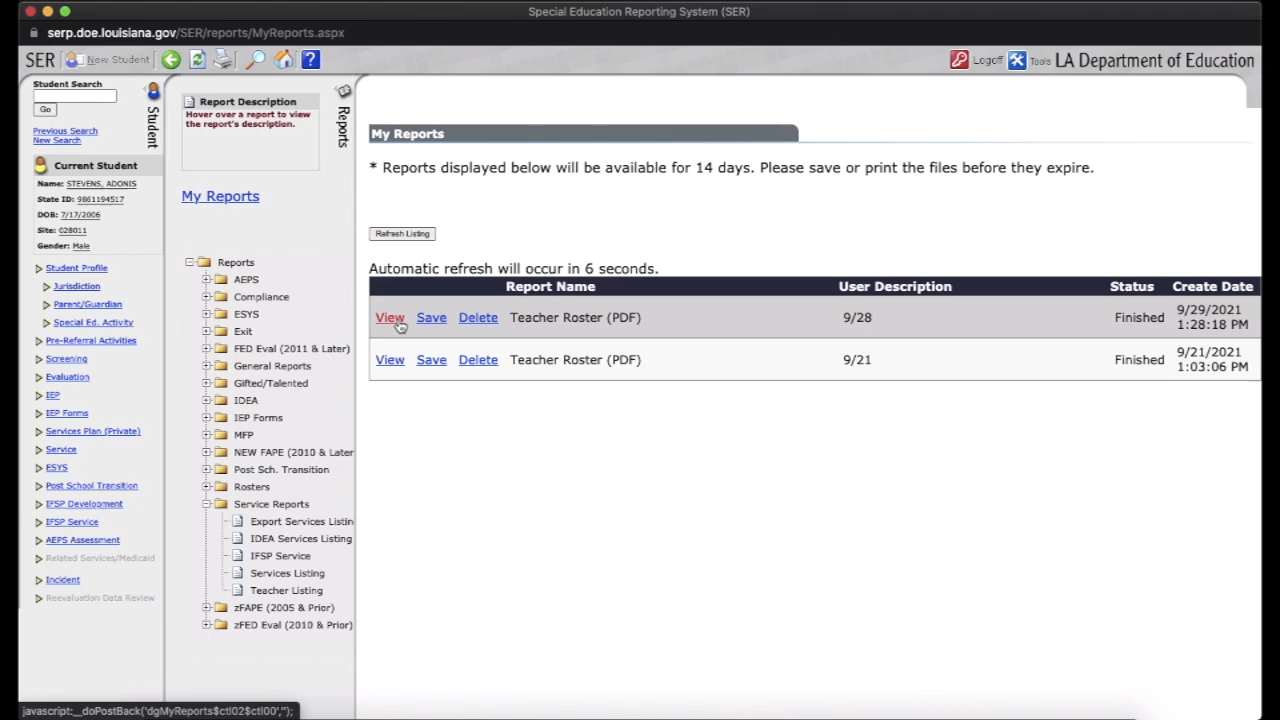 Special Education Reporting System (SER)
serp.doe.louisiana.gov/SER/reports/MyReports.aspx
SER New Student ? Logoff Tools LA Department of Education
Student Search
Go
Previous Search
New Search
Student
Current Student
Name: STEVENS, ADONIS
State ID: 9861194517
DOB: 7/17/2006
Site: 028011
Gender: Male
Student Profile
Jurisdiction
Parent/Guardian
Special Ed. Activity
Pre-Referral Activities
Screening
Evaluation
IEP
IEP Forms
Services Plan (Private)
Service
ESYS
Post School Transition
IFSP Development
IFSP Service
AEPS Assessment
Related Services/Medicaid
Incident
Reevaluation Data Review
Report Description
Hover over a report to view
the report's description.
Reports
My Reports
Reports
AEPS
Compliance
ESYS
Exit
FED Eval (2011 & Later)
General Reports
Gifted/Talented
IDEA
IEP Forms
MFP
NEW FAPE (2010 & Later
Post Sch. Transition
Rosters
Service Reports
Export Services Listin
IDEA Services Listing
IFSP Service
Services Listing
Teacher Listing
zFAPE (2005 & Prior)
zFED Eval (2010 & Prior)
My Reports
* Reports displayed below will be available for 14 days. Please save or print the files before they expire.
Refresh Listing
Automatic refresh will occur in 6 seconds.
Report Name User Description Status Create Date
View Save Delete Teacher Roster (PDF) 9/28 Finished 9/29/2021
1:28:18 PM
View Save Delete Teacher Roster (PDF) 9/21 Finished 9/21/2021
1:03:06 PM
javascript:__doPostBack('dgMyReports$ctl02$ctl00','');